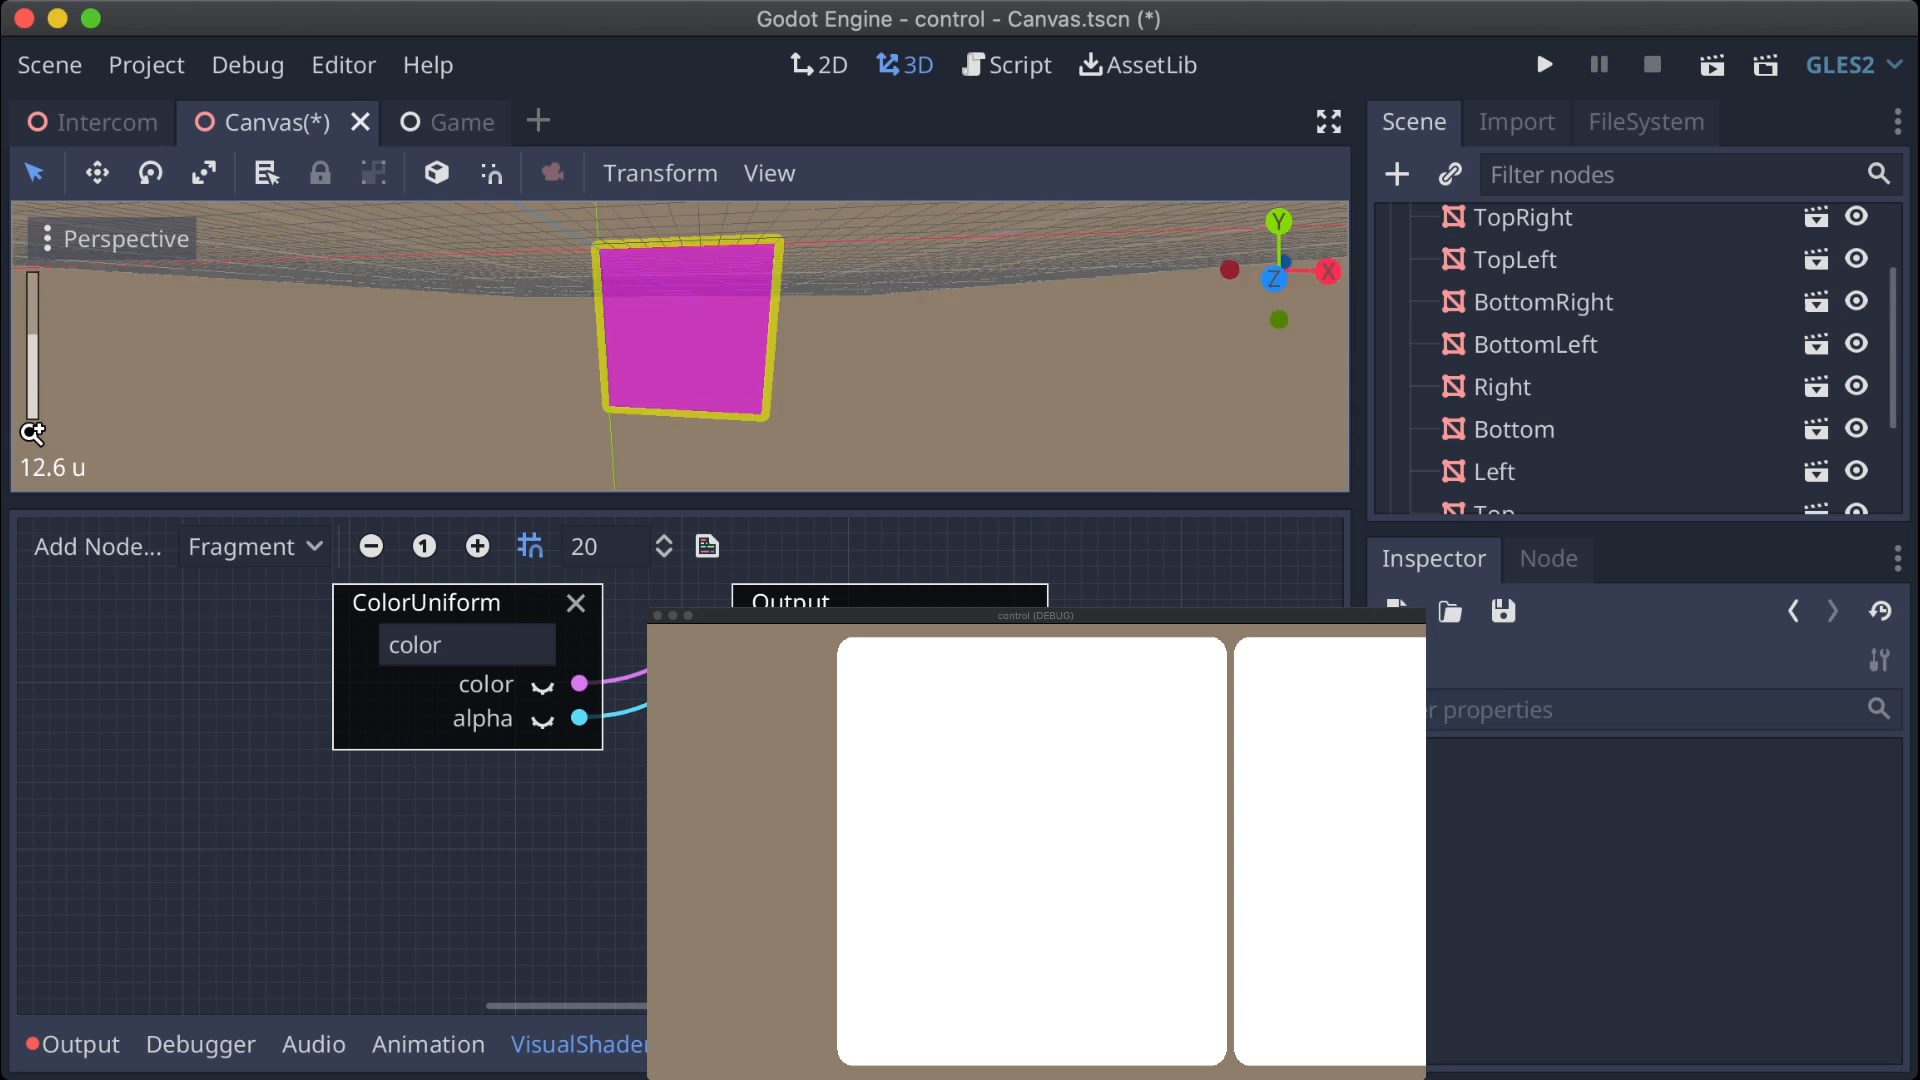 Godot Engine - control - Canvas.tscn (*)
Scene Project Debug Editor Help 2D 3D Script AssetLib GLES2
Intercom Canvas(*) Game
Transform View
Perspective
Y
X
Z
12.6 u
Scene Import FileSystem
Filter nodes
TopRight
TopLeft
BottomRight
BottomLeft
Right
Bottom
Left
Top
Add Node... Fragment 1 20
ColorUniform
color
color
alpha
Output
control (DEBUG)
Inspector Node
r properties
Output Debugger Audio Animation VisualShader